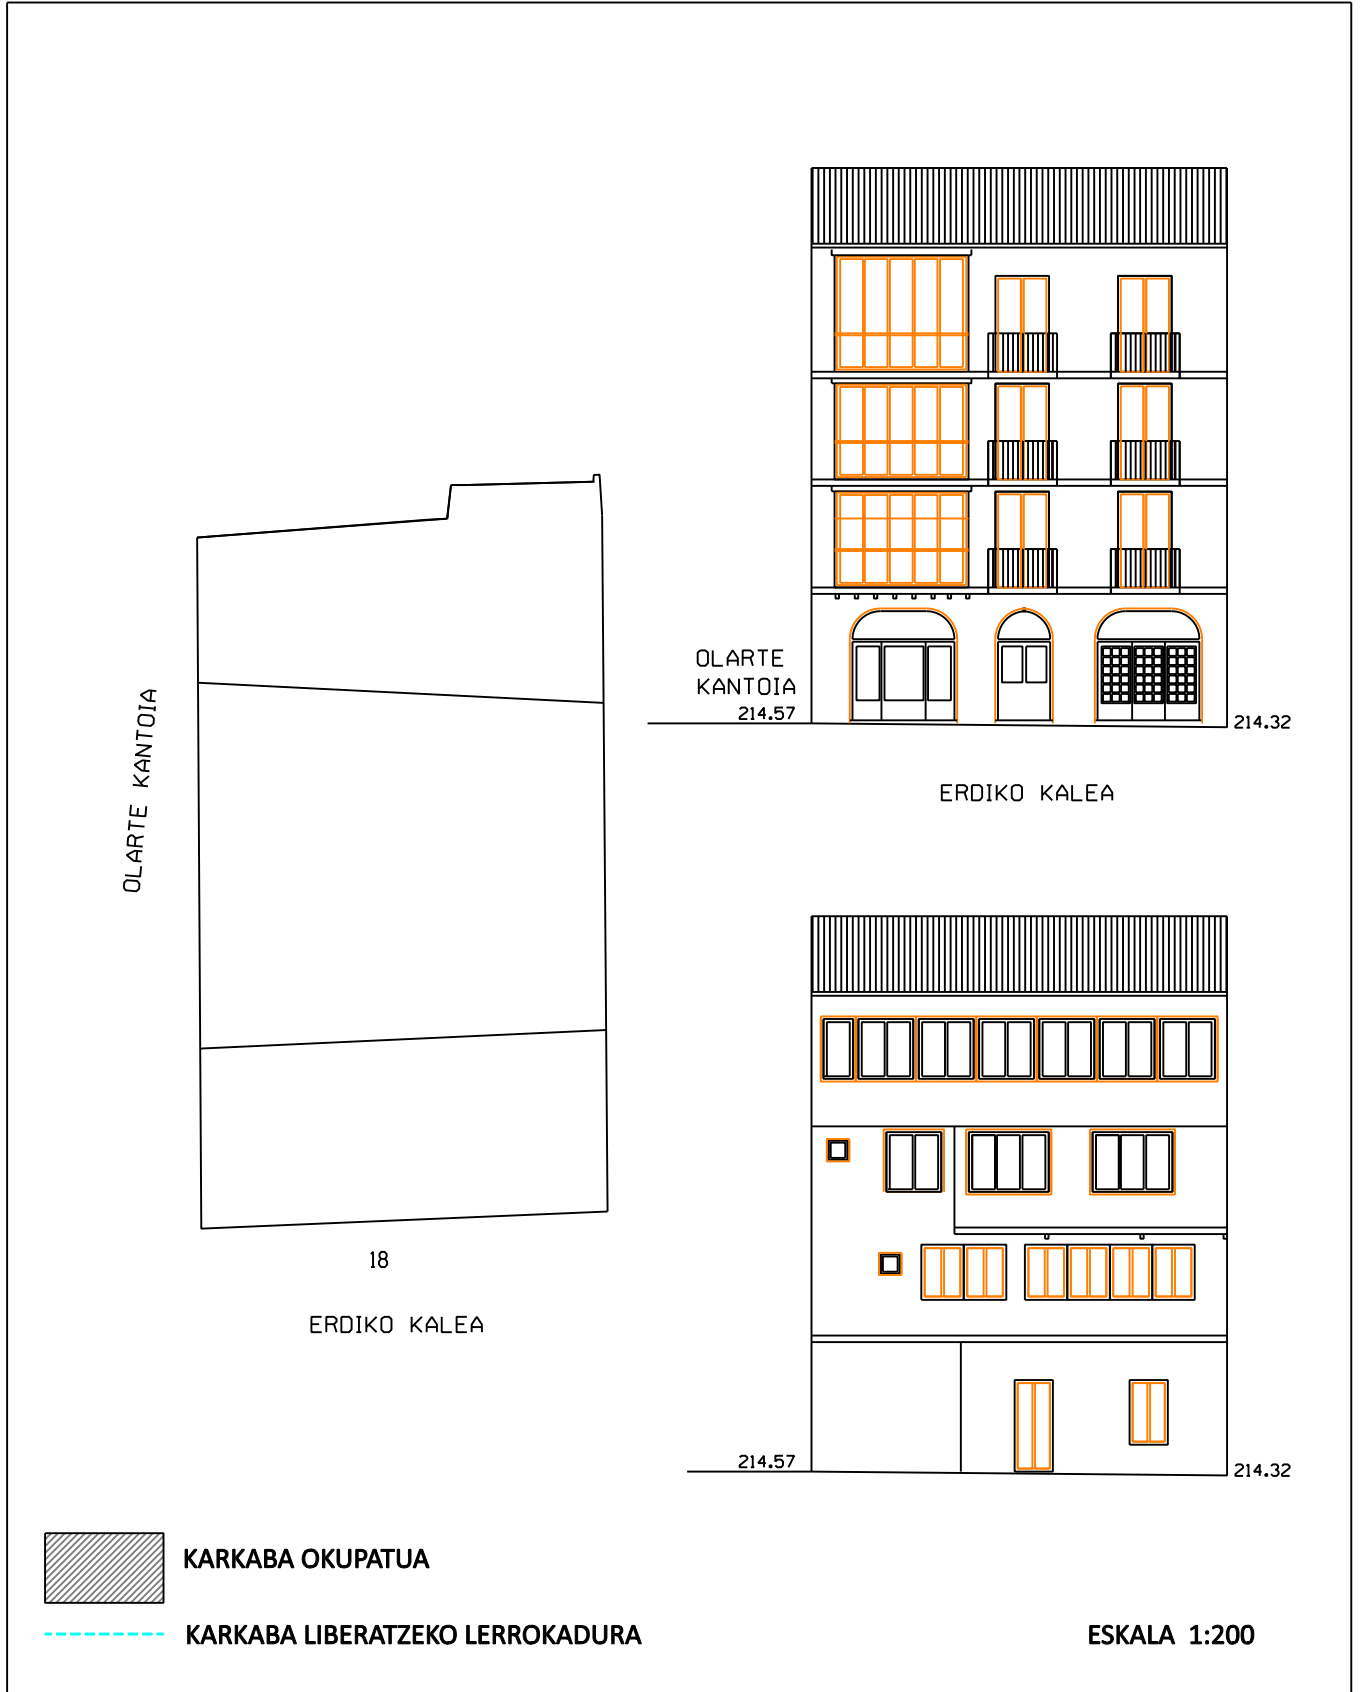 OLARTE
KANTOIA
214.57
214.32
ERDIKO KALEA
OLARTE KANTOIA
18
ERDIKO KALEA
214.57
214.32
KARKABA OKUPATUA
KARKABA LIBERATZEKO LERROKADURA
ESKALA 1:200